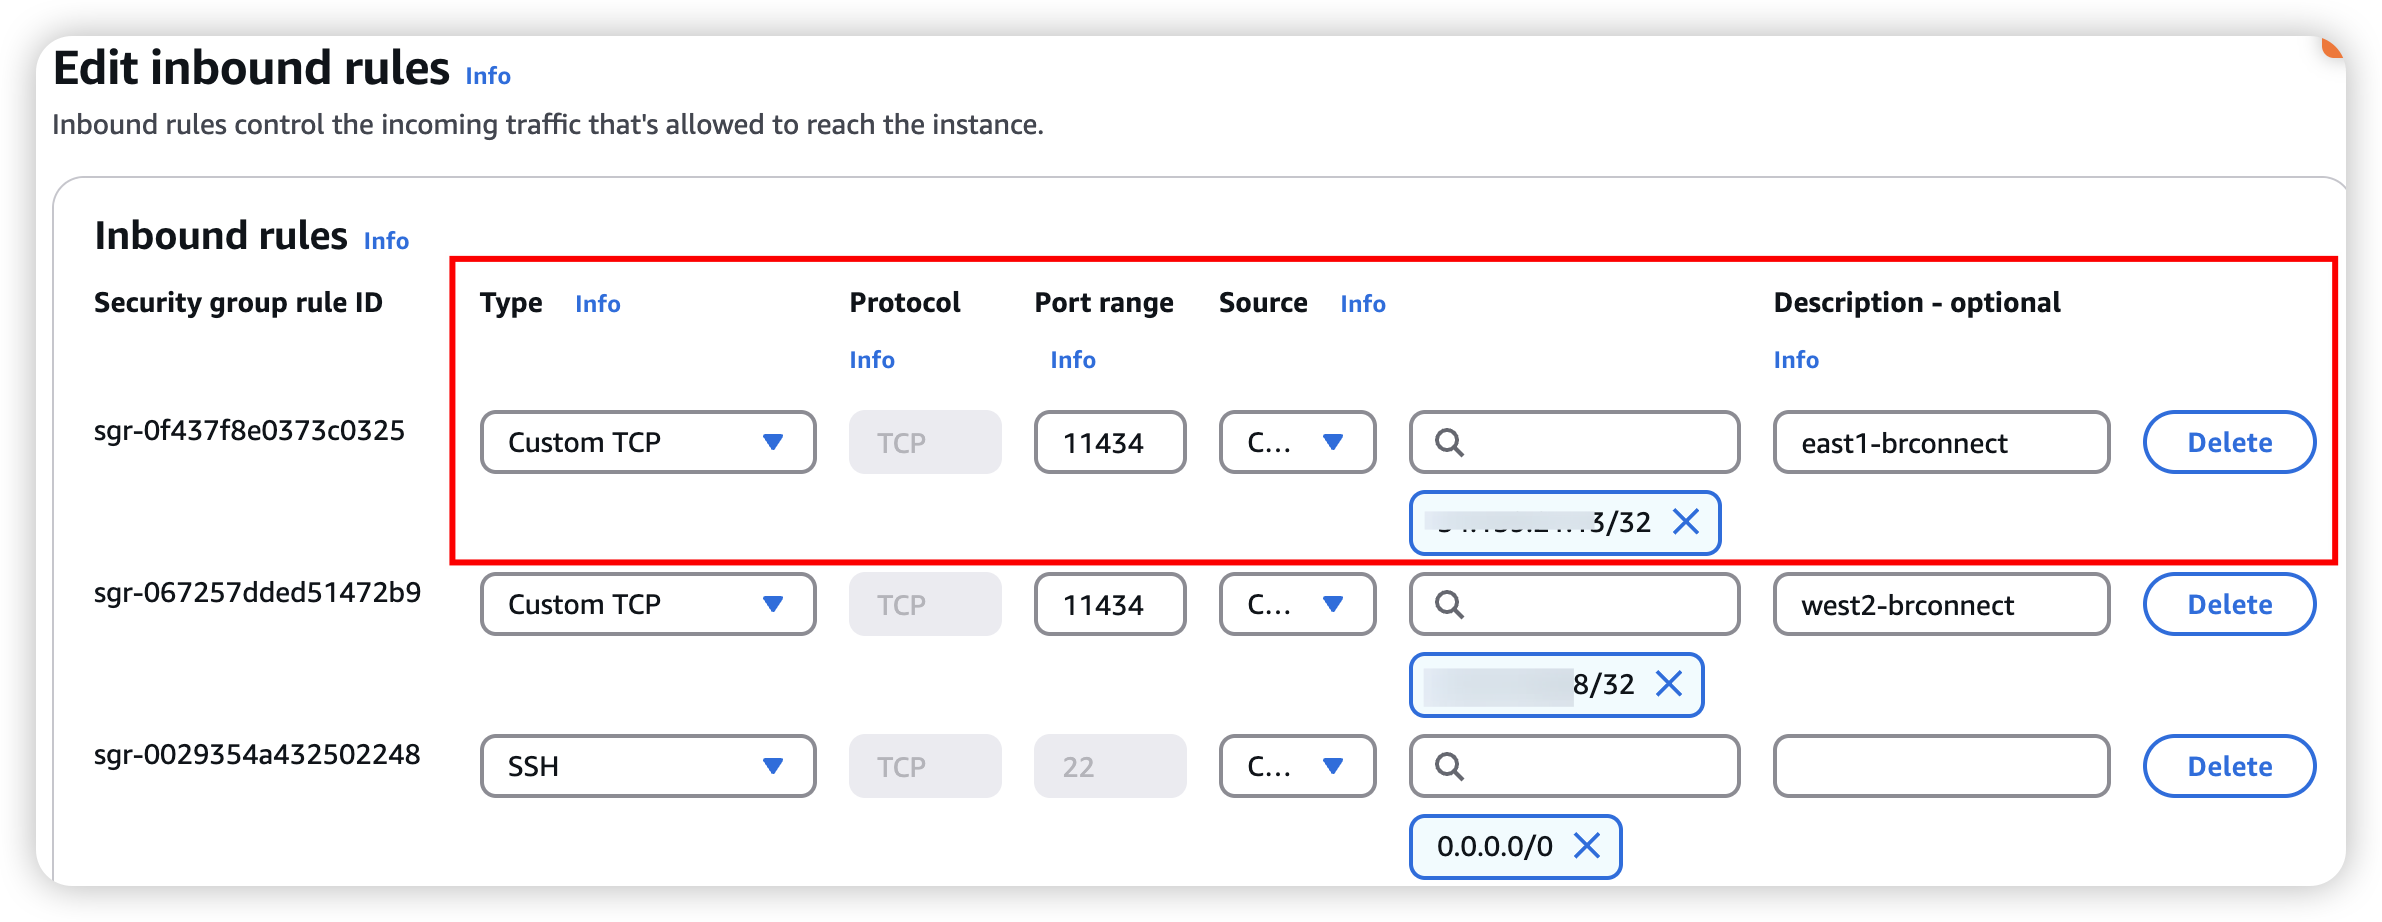 Edit inbound rules Info
Inbound rules control the incoming traffic that's allowed to reach the instance.
Inbound rules Info
Security group rule ID Type Info Protocol Port range Source Info Description - optional
Info Info Info
sgr-0f437f8e0373c0325 Custom TCP TCP 11434 C... east1-brconnect Delete
3/32
sgr-067257dded51472b9 Custom TCP TCP 11434 C... west2-brconnect Delete
8/32
sgr-0029354a432502248 SSH TCP 22 C... Delete
0.0.0.0/0